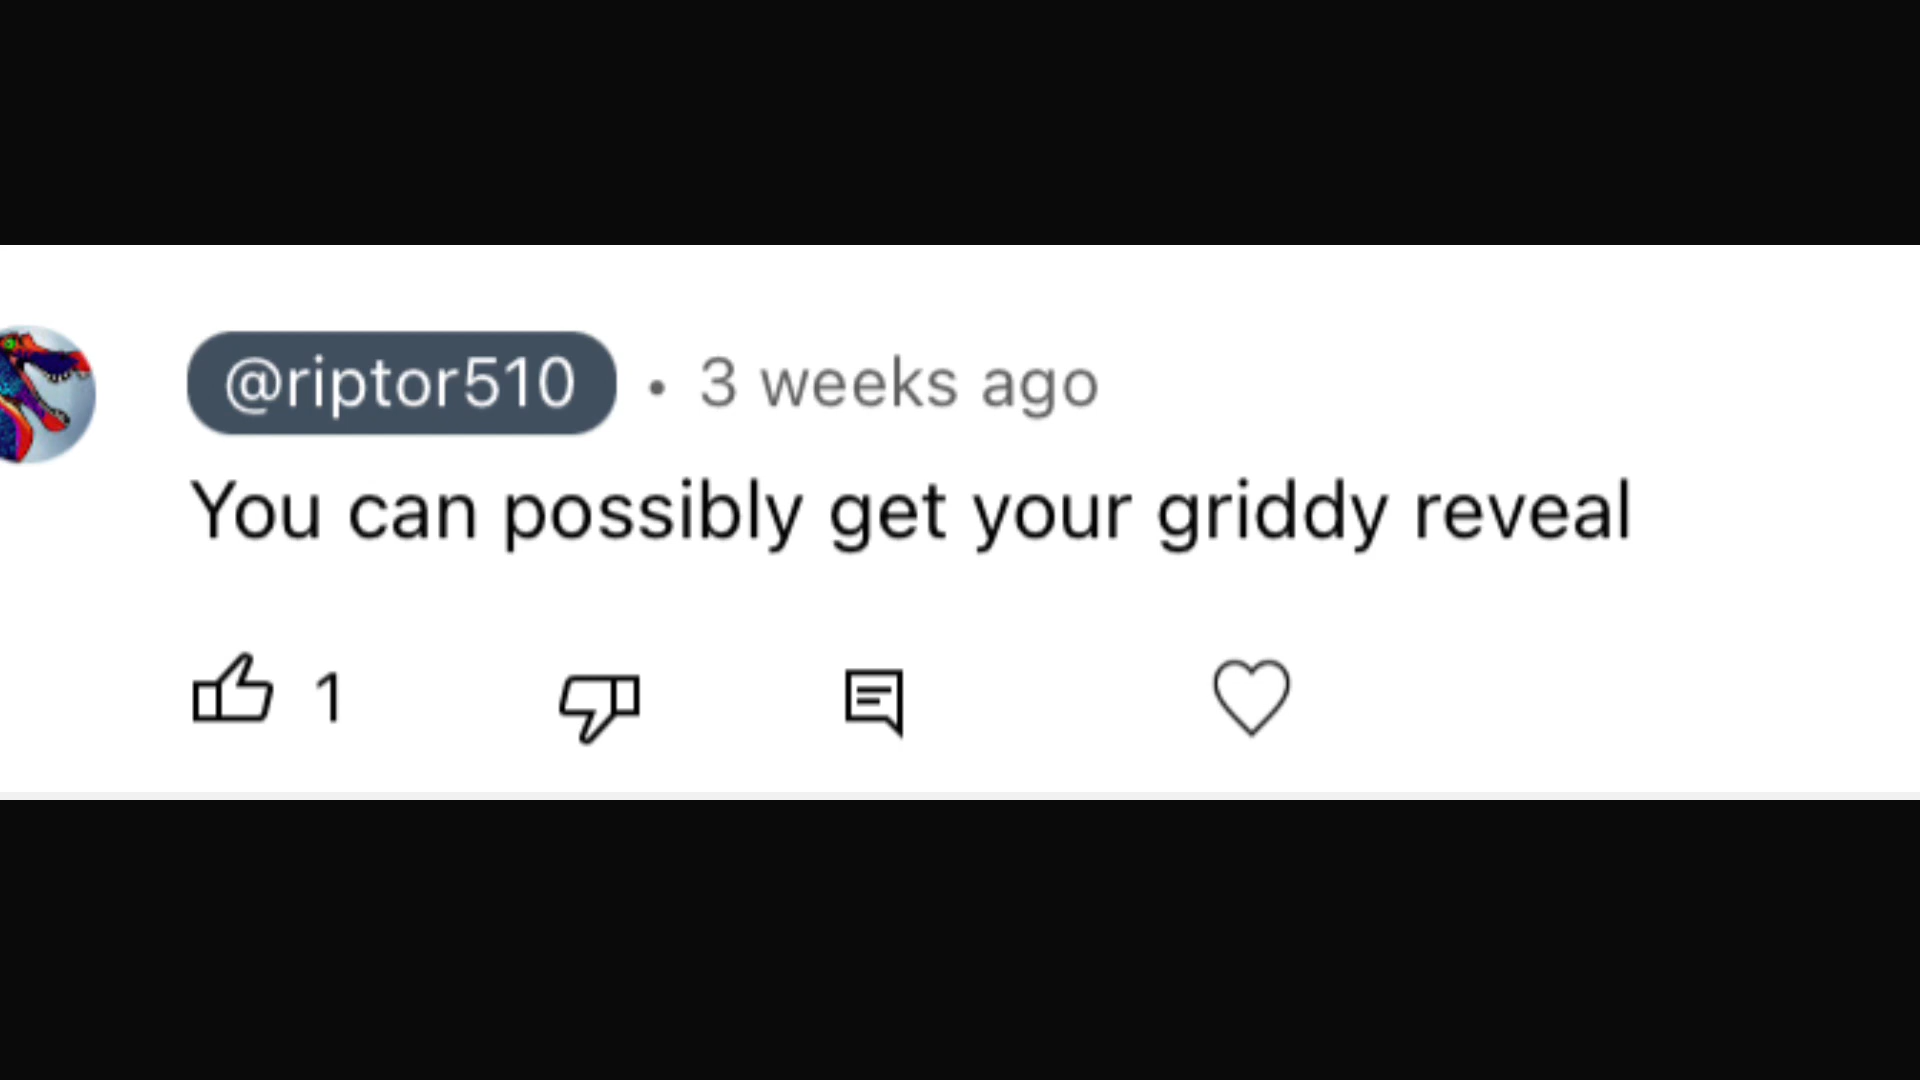 @riptor510 • 3 weeks ago
You can possibly get your griddy reveal
1